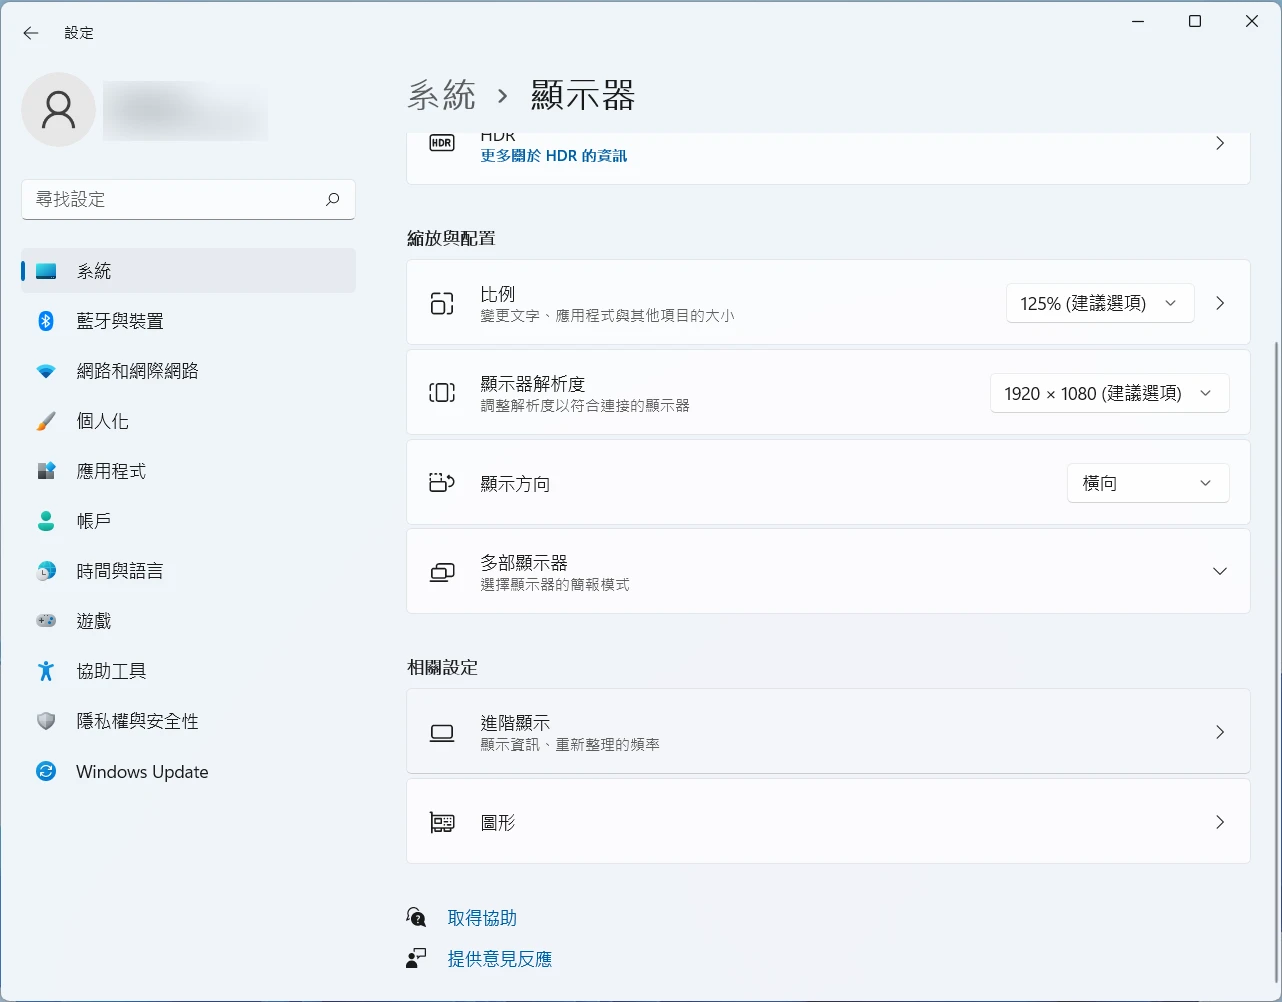 設定
尋找設定
系統
藍牙與裝置
網路和網際網路
個人化
應用程式
帳戶
時間與語言
遊戲
協助工具
隱私權與安全性
Windows Update
系統 › 顯示器
HDR
HDR
更多關於 HDR 的資訊
縮放與配置
比例
變更文字、應用程式與其他項目的大小
125% (建議選項)
顯示器解析度
調整解析度以符合連接的顯示器
1920 × 1080 (建議選項)
顯示方向
橫向
多部顯示器
選擇顯示器的簡報模式
相關設定
進階顯示
顯示資訊、重新整理的頻率
圖形
取得協助
提供意見反應